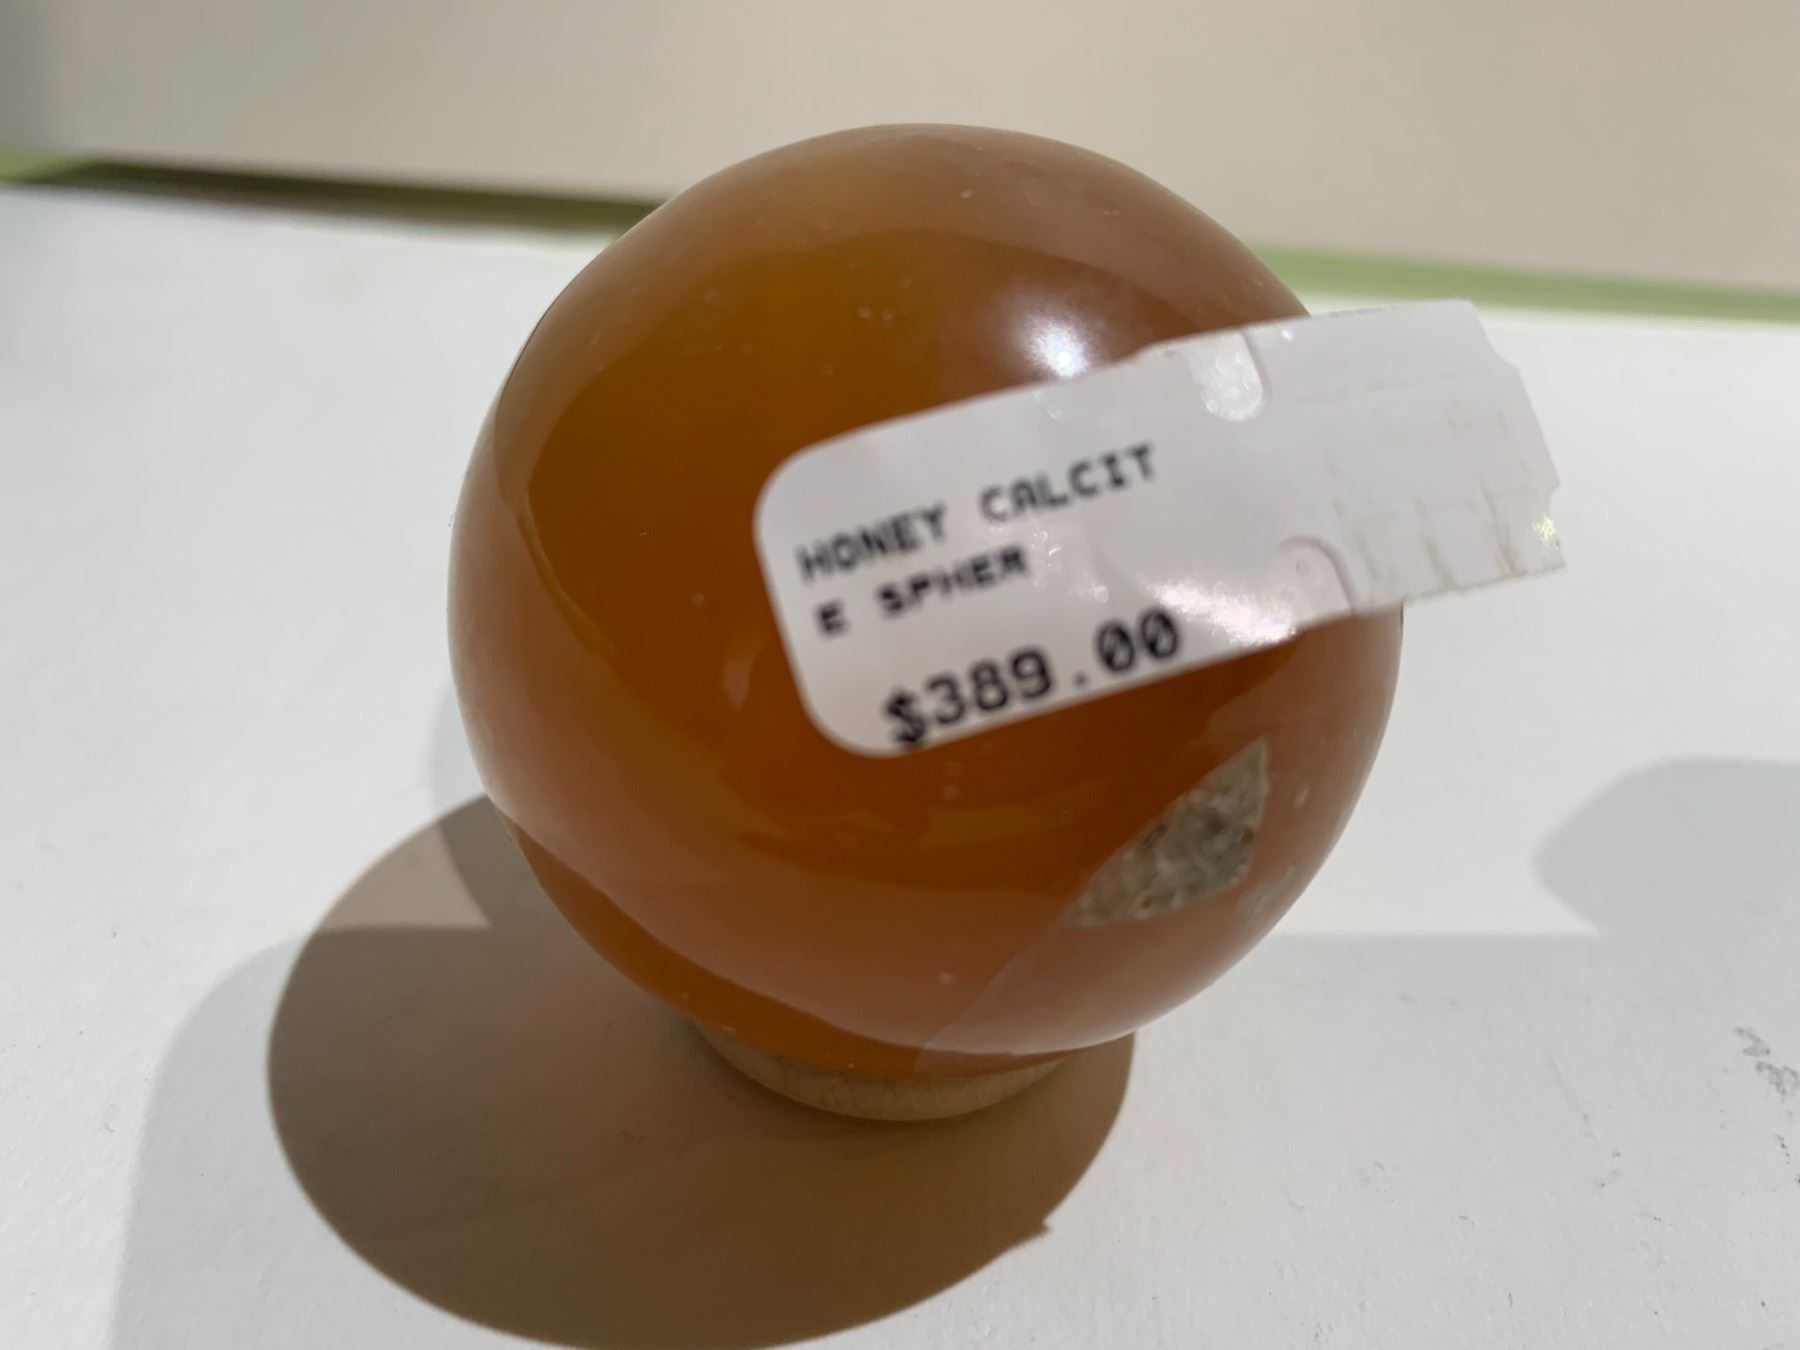 HONEY CALCIT
E SPHER
$389.00